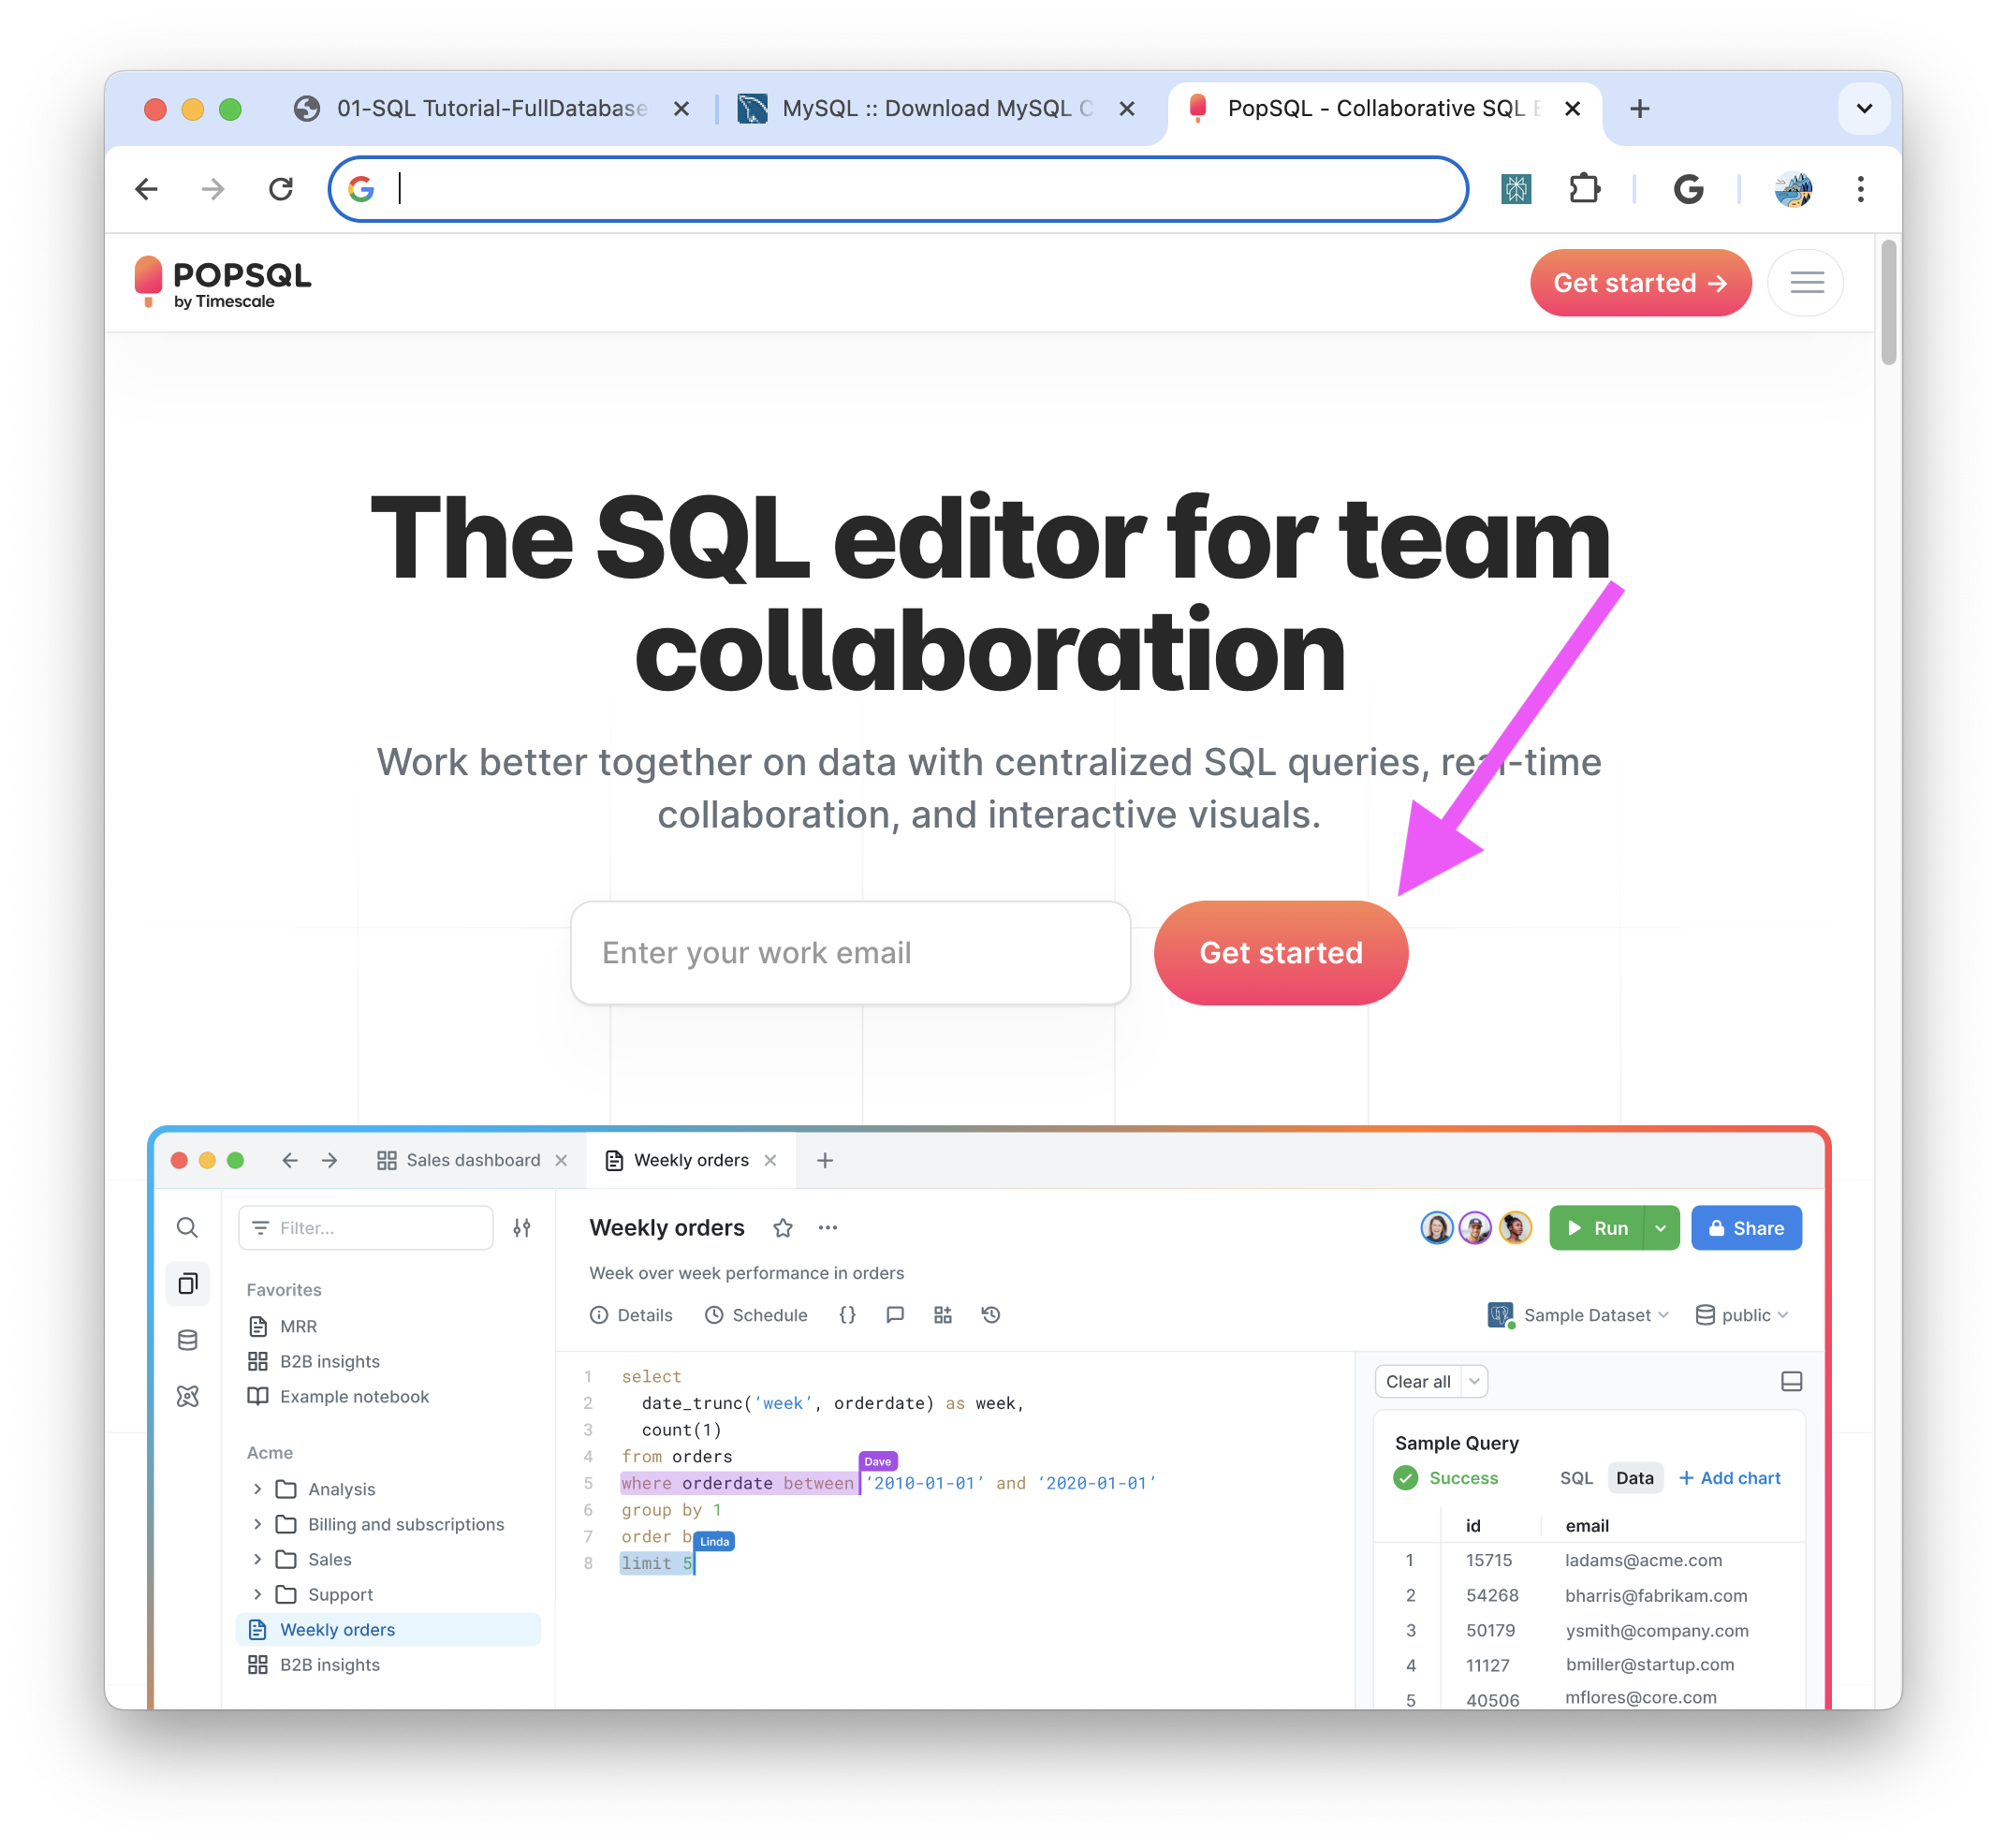 01-SQL Tutorial-FullDatabase
MySQL :: Download MySQL C
PopSQL - Collaborative SQL E
POPSQL
by Timescale
Get started →
The SQL editor for team
collaboration
Work better together on data with centralized SQL queries, real-time
collaboration, and interactive visuals.
Enter your work email
Get started
Sales dashboard
Weekly orders
Filter...
Favorites
MRR
B2B insights
Example notebook
Acme
Analysis
Billing and subscriptions
Sales
Support
Weekly orders
B2B insights
Weekly orders
Run
Share
Week over week performance in orders
Details
Schedule
{}
Sample Dataset
public
1 select
2 date_trunc(‘week’, orderdate) as week,
3 count(1)
4 from orders
Dave
5 where orderdate between ‘2010-01-01’ and ‘2020-01-01’
6 group by 1
7 order b
Linda
8 limit 5
Clear all
Sample Query
Success
SQL
Data
+ Add chart
id email
1 15715 ladams@acme.com
2 54268 bharris@fabrikam.com
3 50179 ysmith@company.com
4 11127 bmiller@startup.com
5 40506 mflores@core.com